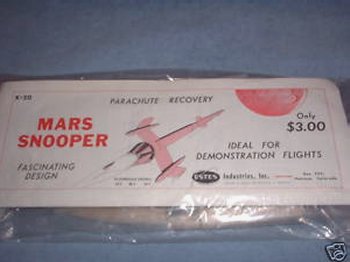 K-20
PARACHUTE RECOVERY
MARS
SNOOPER
Only
$3.00
IDEAL FOR
DEMONSTRATION FLIGHTS
FASCINATING
DESIGN
ESTES Industries, Inc.